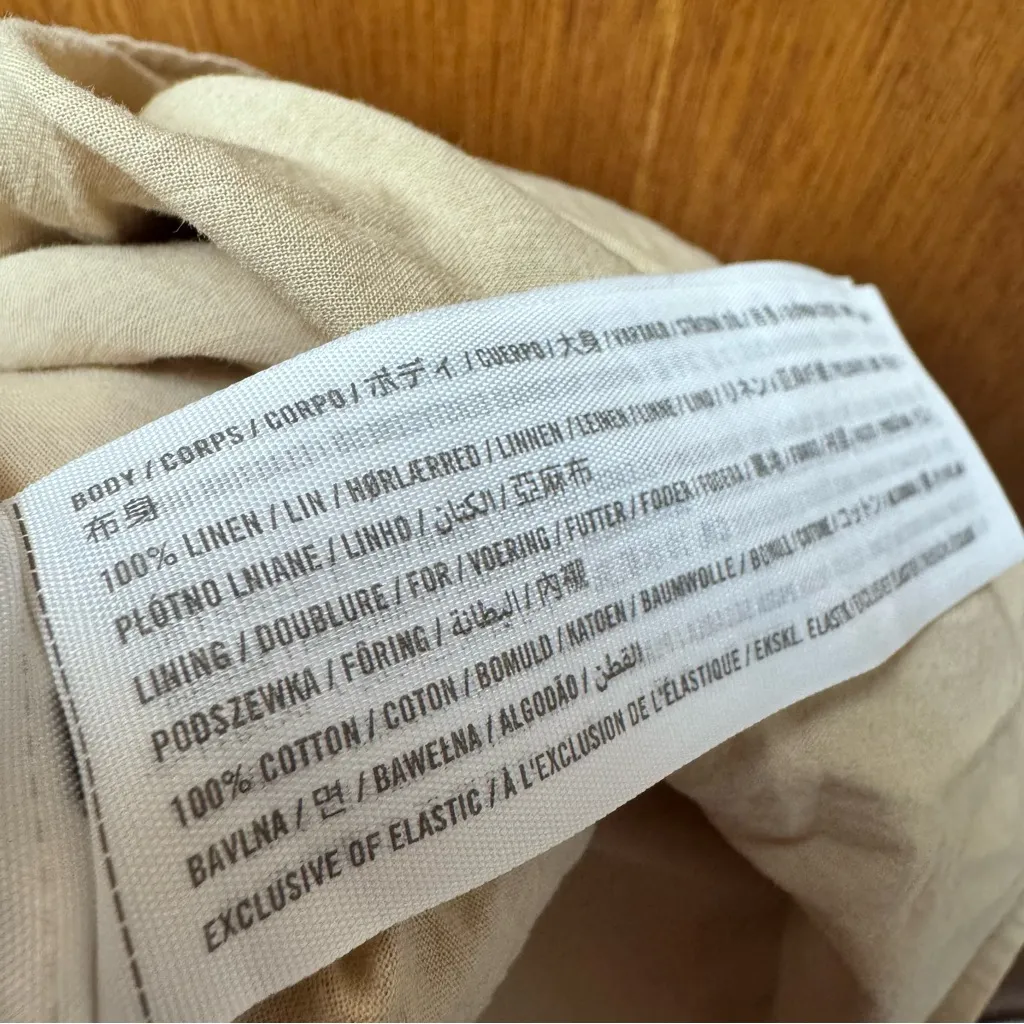 BODY / CORPS / CORPO / ボディ / CUERPO / 大身 /
布身
100% LINEN / LIN / HØRLÆRRED / LINNEN / LEINEN / LINNE / LINO / リネン /
PŁÓTNO LNIANE / LINHO / الكتان / 亞麻布
LINING / DOUBLURE / FOR / VOERING / FUTTER / FODER / FODERA / 裏地 /
PODSZEWKA / FÔRING / البطانة / 內裡
100% COTTON / COTON / BOMULD / KATOEN / BAUMWOLLE / BOMULL / COTONE / コットン /
BAVLNA / 면 / BAWEŁNA / ALGODÃO / القطن
EXCLUSIVE OF ELASTIC / À L'EXCLUSION DE L'ÉLASTIQUE / EKSKL. ELASTIK /